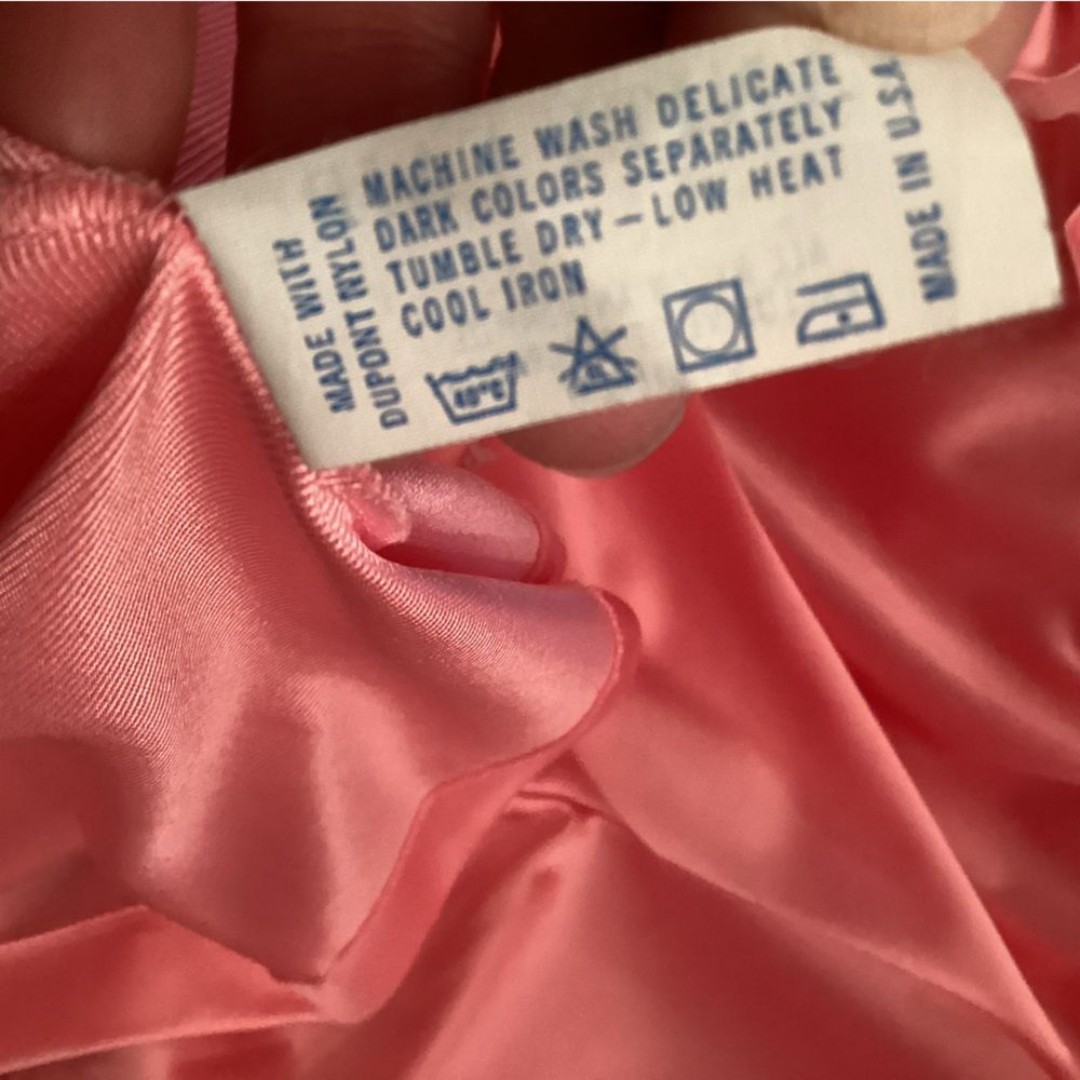 MADE WITH
DUPONT NYLON
MACHINE WASH DELICATE
DARK COLORS SEPARATELY
TUMBLE DRY – LOW HEAT
COOL IRON
MADE IN U.S.A